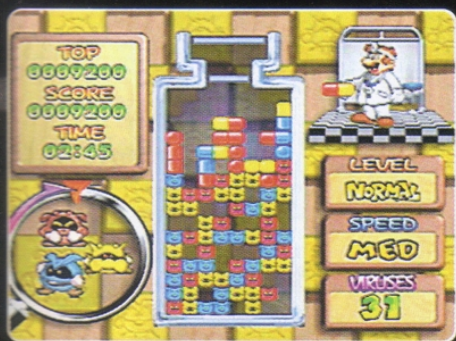 TOP
0009200
SCORE
0009200
TIME
02:45
LEVEL
NORMAL
SPEED
MED
VIRUSES
31